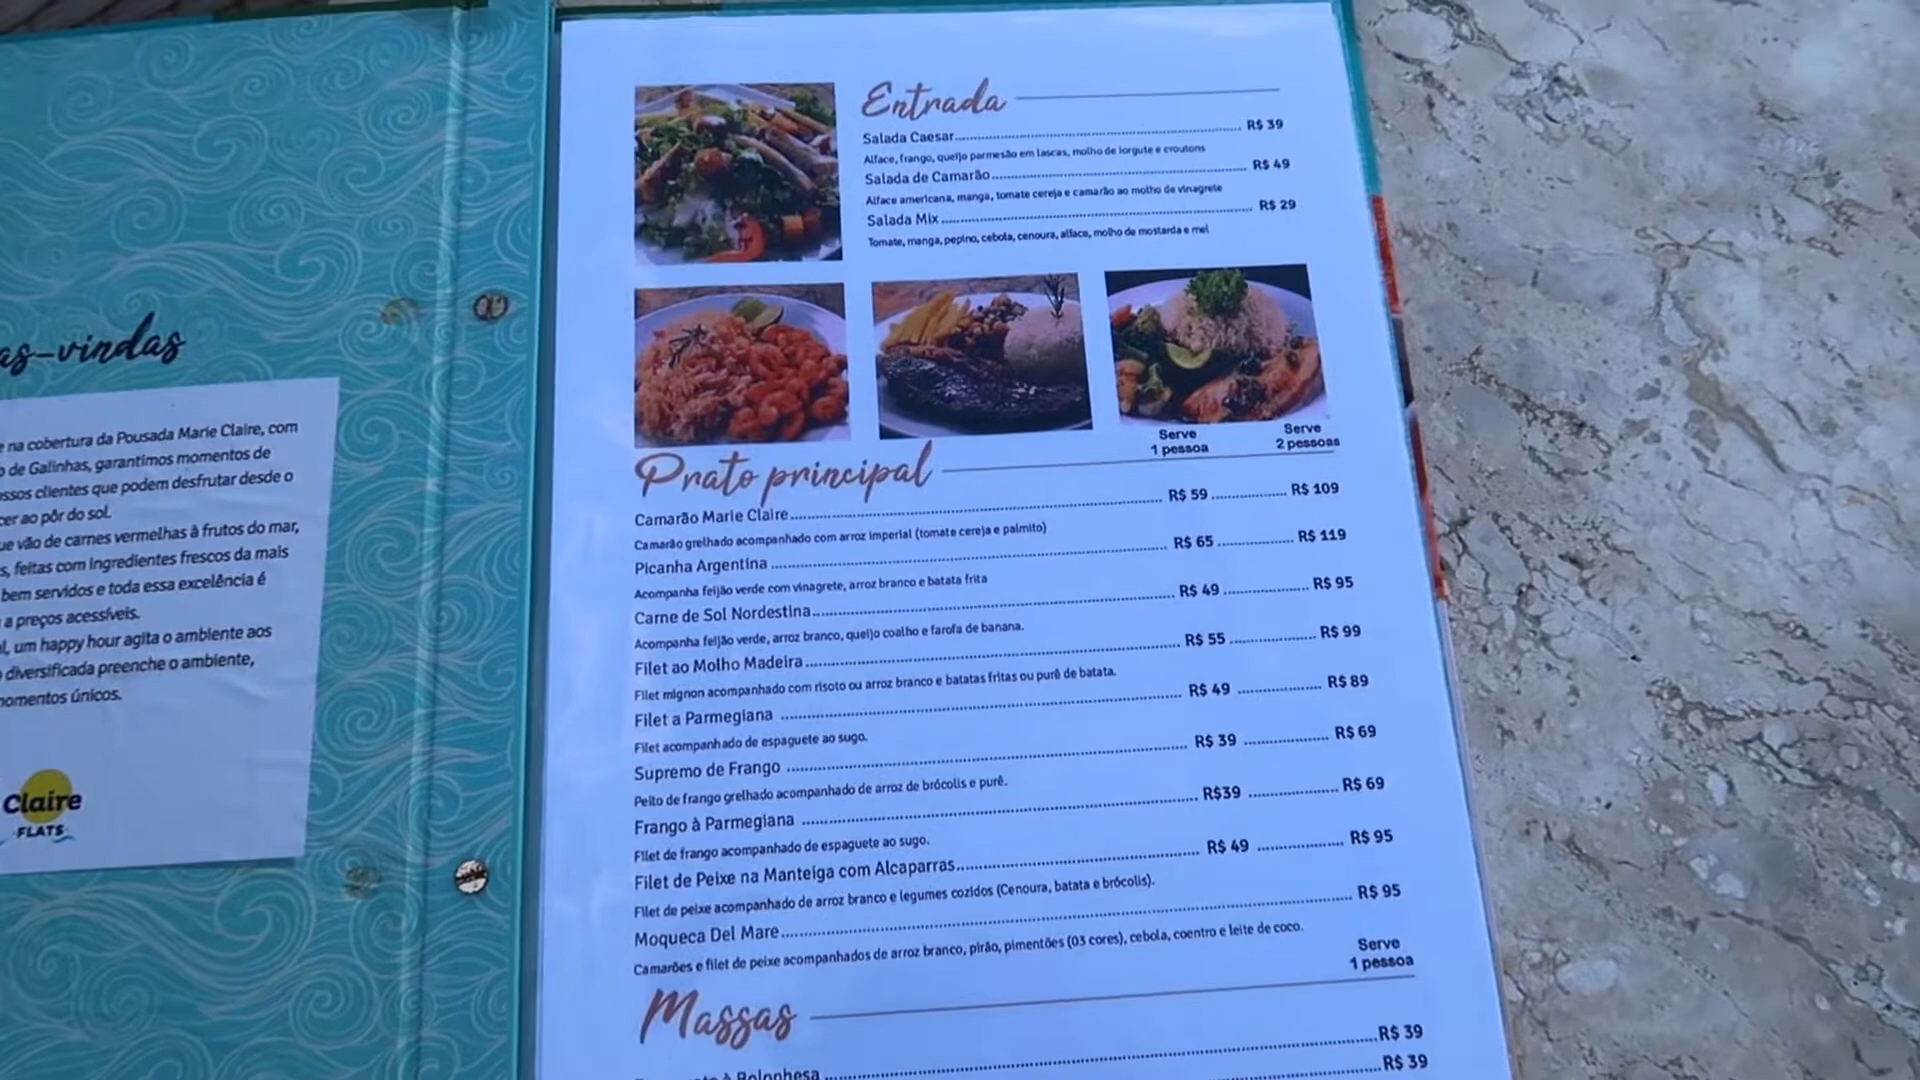 as-vindas
e na cobertura da Pousada Marie Claire, com
o de Galinhas, garantimos momentos de
ossos clientes que podem desfrutar desde o
cer ao pôr do sol.
ue vão de carnes vermelhas à frutos do mar,
s, feitas com ingredientes frescos da mais
bem servidos e toda essa excelência é
a preços acessíveis.
l, um happy hour agita o ambiente aos
diversificada preenche o ambiente,
momentos únicos.
Claire
FLATS
Entrada
Salada Caesar R$ 39
Alface, frango, queijo parmesão em lascas, molho de iorgute e croutons
Salada de Camarão R$ 49
Alface americana, manga, tomate cereja e camarão ao molho de vinagrete
Salada Mix R$ 29
Tomate, manga, pepino, cebola, cenoura, alface, molho de mostarda e mel
Serve 1 pessoa
Serve 2 pessoas
Prato principal
Camarão Marie Claire R$ 59 R$ 109
Camarão grelhado acompanhado com arroz imperial (tomate cereja e palmito)
Picanha Argentina R$ 65 R$ 119
Acompanha feijão verde com vinagrete, arroz branco e batata frita
Carne de Sol Nordestina R$ 49 R$ 95
Acompanha feijão verde, arroz branco, queijo coalho e farofa de banana.
Filet ao Molho Madeira R$ 55 R$ 99
Filet mignon acompanhado com risoto ou arroz branco e batatas fritas ou purê de batata.
Filet a Parmegiana R$ 49 R$ 89
Filet acompanhado de espaguete ao sugo.
Supremo de Frango R$ 39 R$ 69
Peito de frango grelhado acompanhado de arroz de brócolis e purê.
Frango à Parmegiana R$39 R$ 69
Filet de frango acompanhado de espaguete ao sugo.
Filet de Peixe na Manteiga com Alcaparras R$ 49 R$ 95
Filet de peixe acompanhado de arroz branco e legumes cozidos (Cenoura, batata e brócolis).
Moqueca Del Mare R$ 95
Camarões e filet de peixe acompanhados de arroz branco, pirão, pimentões (03 cores), cebola, coentro e leite de coco.
Serve
1 pessoa
Massas
à Bolonhesa R$ 39
R$ 39